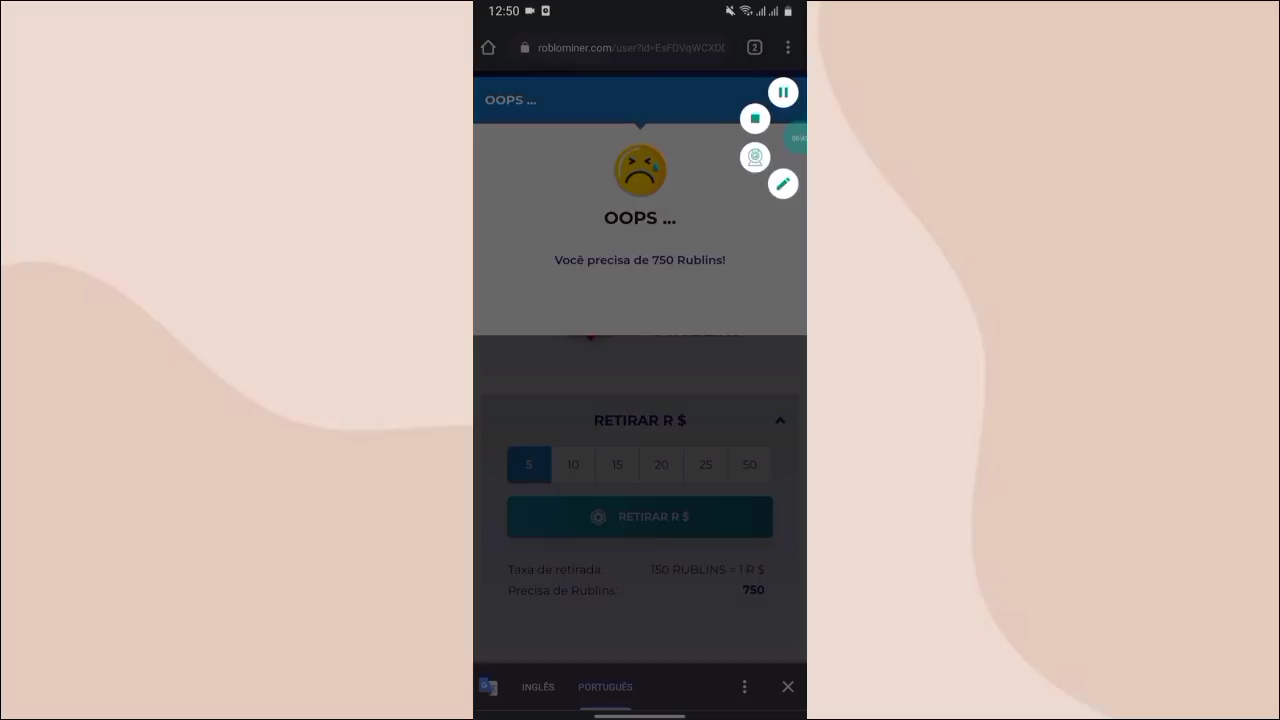 12:50
roblominer.com/user?id=EsFDVqWCXD
2
OOPS ...
OOPS ...
Você precisa de 750 Rublins!
RETIRAR R $
5 10 15 20 25 50
RETIRAR R $
Taxa de retirada: 150 RUBLINS = 1 R $
Precisa de Rublins: 750
INGLÊS PORTUGUÊS